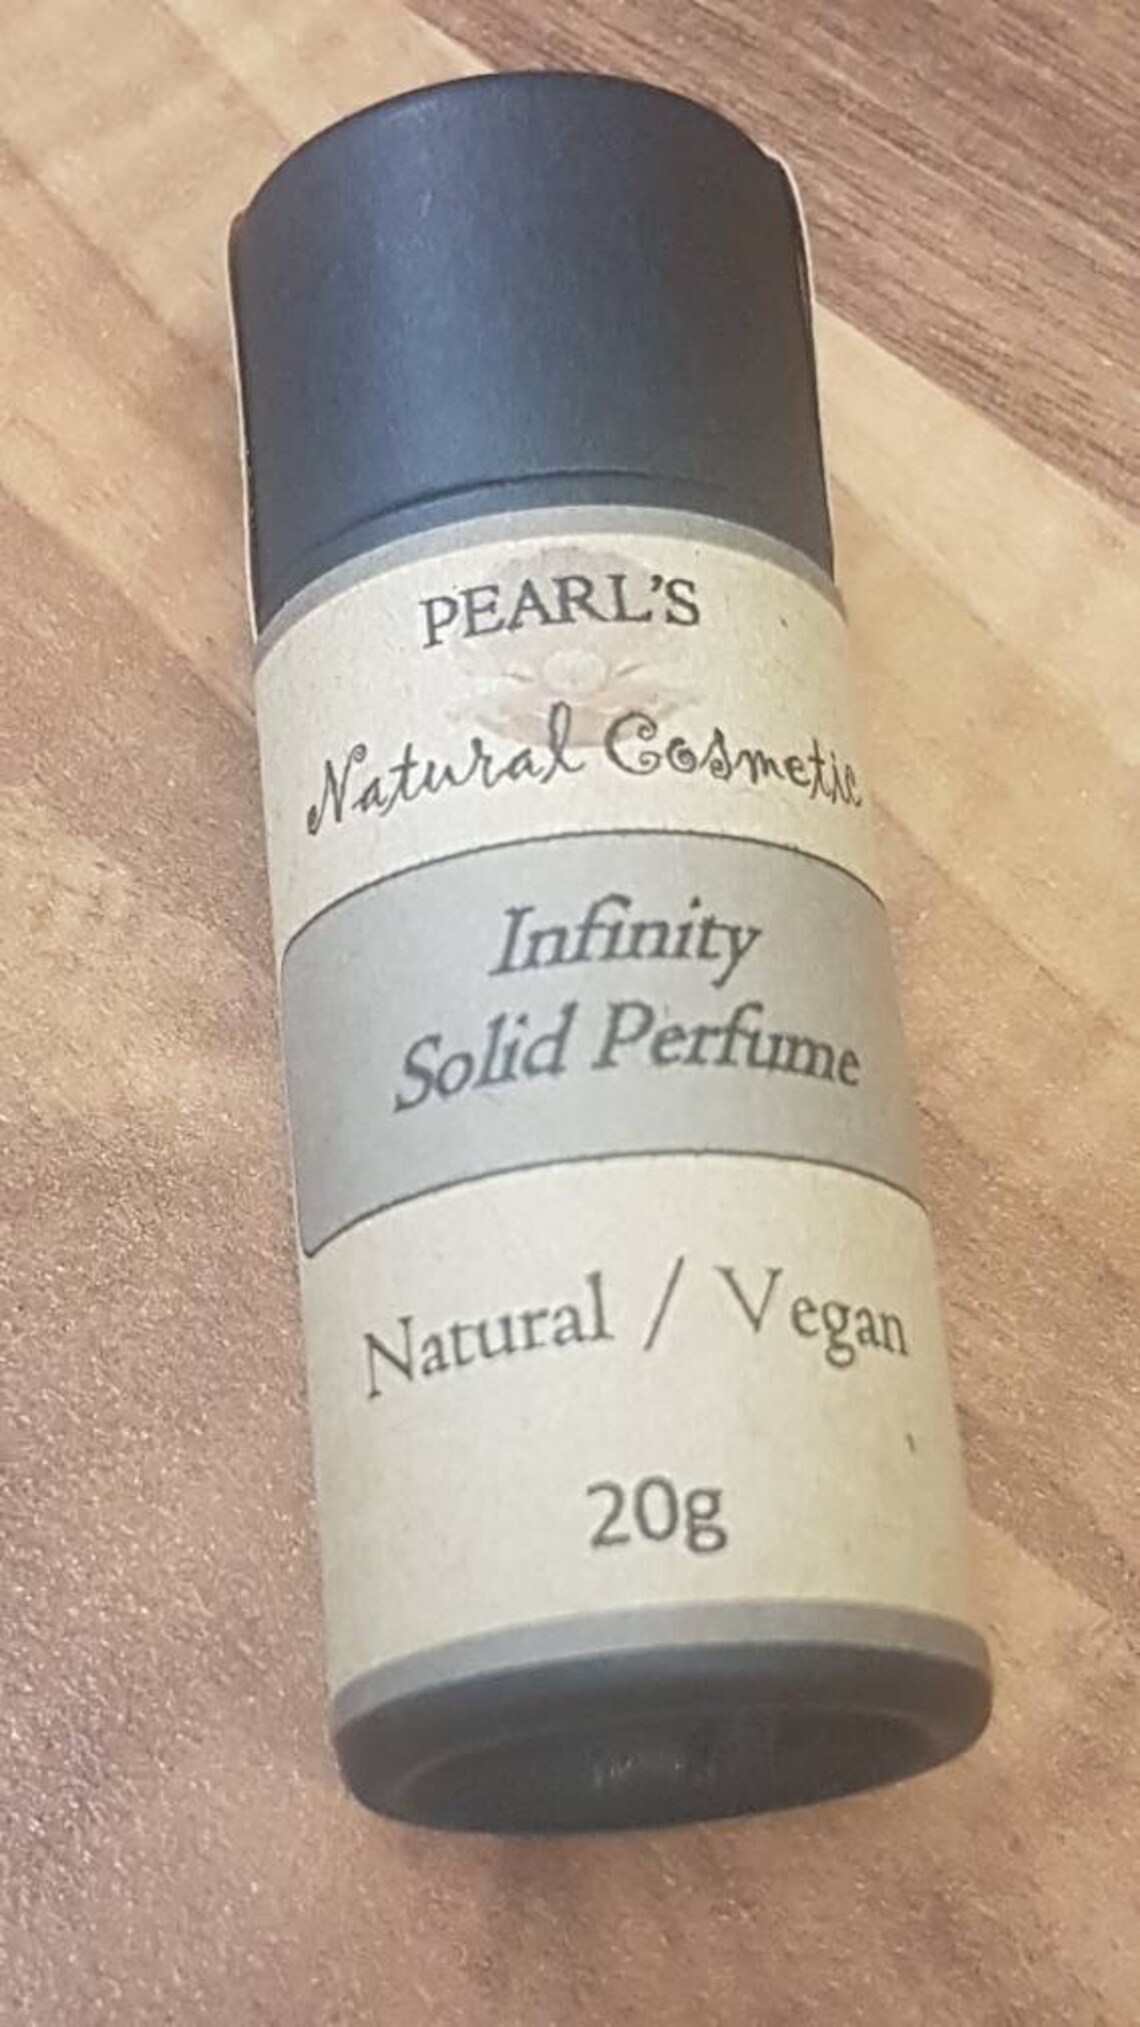 PEARL'S
Natural Cosmetic
Infinity
Solid Perfume
Natural / Vegan
20g